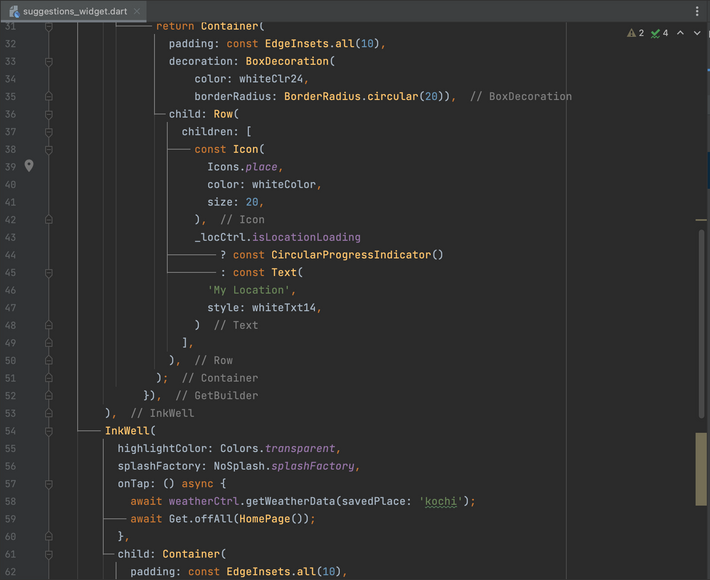 suggestions_widget.dart
2 4
31 return Container(
32 padding: const EdgeInsets.all(10),
33 decoration: BoxDecoration(
34 color: whiteClr24,
35 borderRadius: BorderRadius.circular(20)), // BoxDecoration
36 child: Row(
37 children: [
38 const Icon(
39 Icons.place,
40 color: whiteColor,
41 size: 20,
42 ), // Icon
43 _locCtrl.isLocationLoading
44 ? const CircularProgressIndicator()
45 : const Text(
46 'My Location',
47 style: whiteTxt14,
48 ) // Text
49 ],
50 ), // Row
51 ); // Container
52 }), // GetBuilder
53 ), // InkWell
54 InkWell(
55 highlightColor: Colors.transparent,
56 splashFactory: NoSplash.splashFactory,
57 onTap: () async {
58 await weatherCtrl.getWeatherData(savedPlace: 'kochi');
59 await Get.offAll(HomePage());
60 },
61 child: Container(
62 padding: const EdgeInsets.all(10),